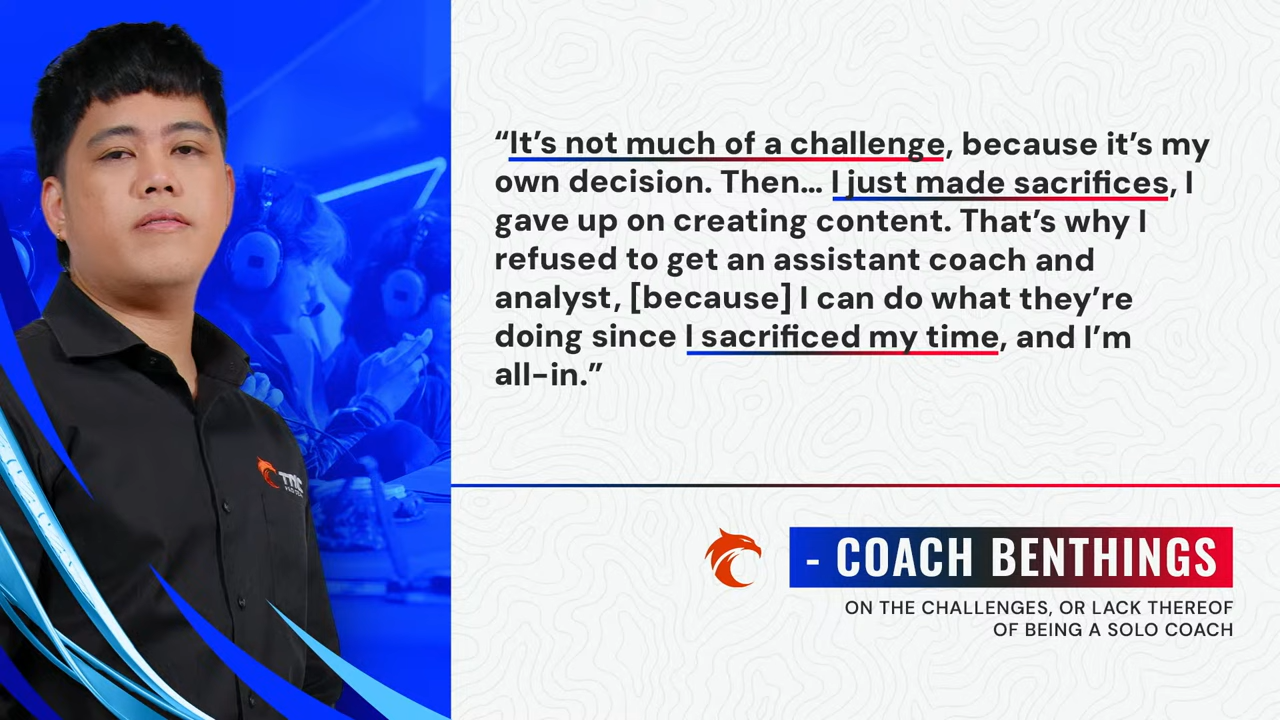 “It’s not much of a challenge, because it’s my
own decision. Then... I just made sacrifices, I
gave up on creating content. That’s why I
refused to get an assistant coach and
analyst, [because] I can do what they’re
doing since I sacrificed my time, and I’m
all-in.”
TNC
- COACH BENTHINGS
ON THE CHALLENGES, OR LACK THEREOF
OF BEING A SOLO COACH